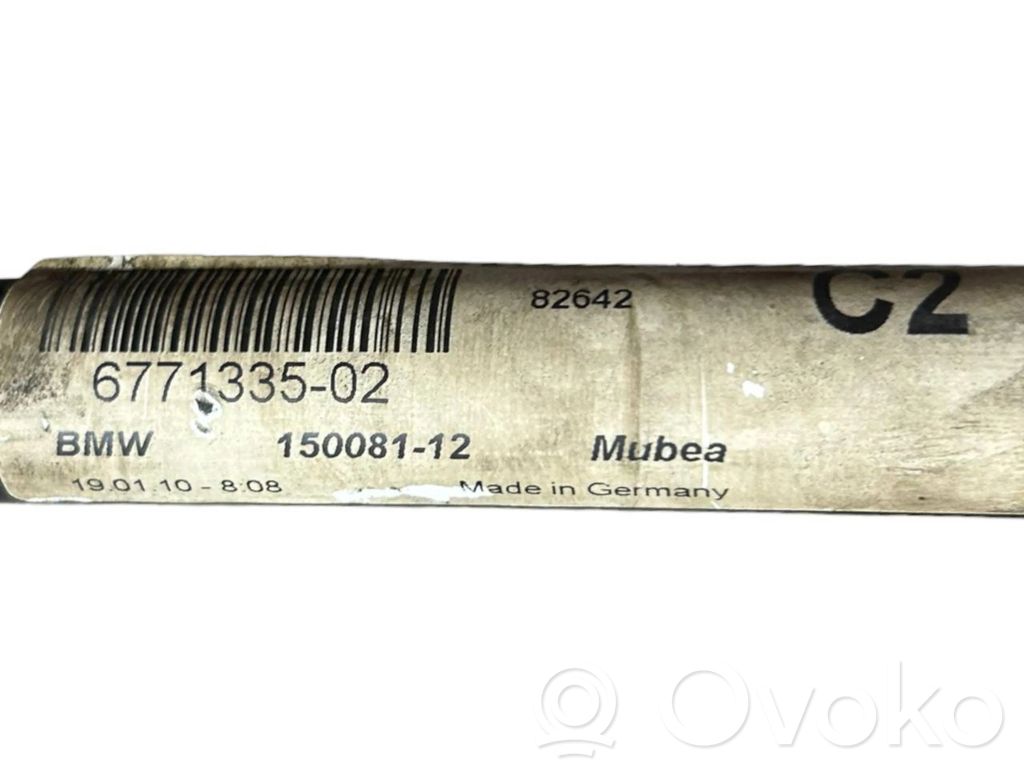 82642 C2
6771335-02
BMW 150081-12 Mubea
19.01.10 - 8:08 Made in Germany
Ovoko